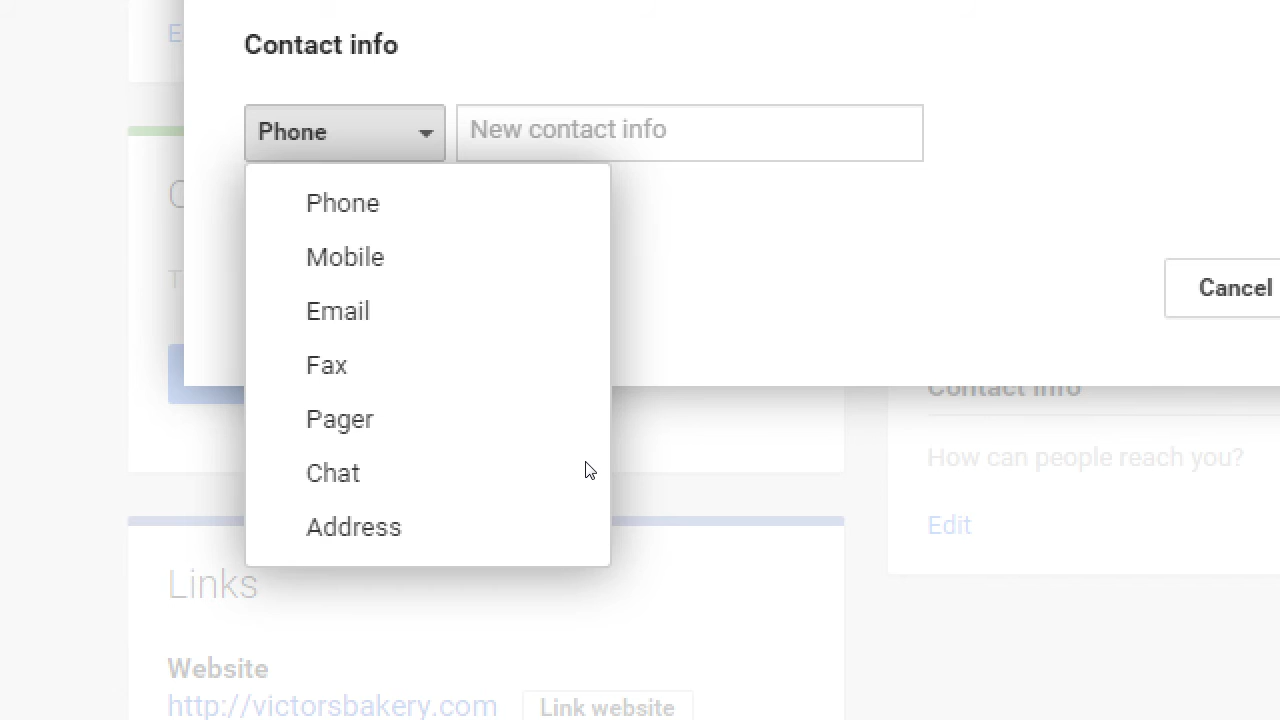 Contact info
Phone
New contact info
Phone
Mobile
Email
Fax
Pager
Chat
Address
Cancel
Contact info
How can people reach you?
Edit
Links
Website
http://victorsbakery.com
Link website